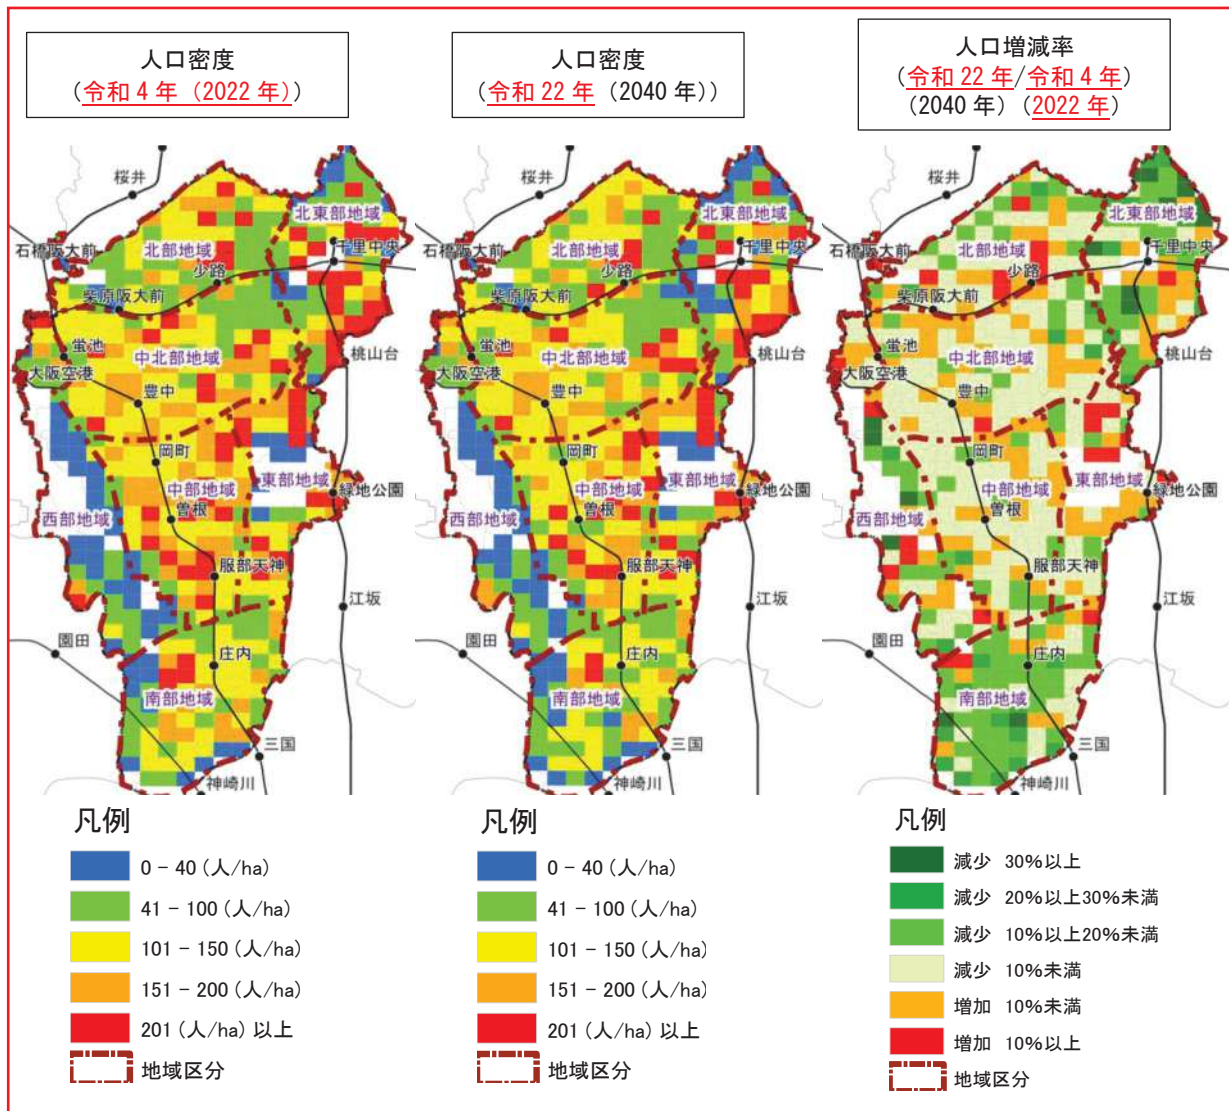 人口密度
（令和 4 年（2022 年））
人口密度
（令和 22 年（2040 年））
人口増減率
（令和 22 年/令和 4 年）
（2040 年）（2022 年）
桜井
北東部地域
石橋阪大前
北部地域
千里中央
少路
柴原阪大前
蛍池
中北部地域
桃山台
大阪空港
豊中
岡町
東部地域
中部地域
緑地公園
西部地域
曽根
服部天神
江坂
園田
庄内
南部地域
三国
神崎川
桜井
北東部地域
石橋阪大前
北部地域
千里中央
少路
柴原阪大前
蛍池
中北部地域
桃山台
大阪空港
豊中
岡町
東部地域
中部地域
緑地公園
西部地域
曽根
服部天神
江坂
園田
庄内
南部地域
三国
神崎川
桜井
北東部地域
石橋阪大前
北部地域
千里中央
少路
柴原阪大前
蛍池
中北部地域
桃山台
大阪空港
豊中
岡町
東部地域
中部地域
緑地公園
西部地域
曽根
服部天神
江坂
園田
庄内
南部地域
三国
神崎川
凡例
0 - 40 (人/ha)
41 - 100 (人/ha)
101 - 150 (人/ha)
151 - 200 (人/ha)
201 (人/ha) 以上
地域区分
凡例
0 - 40 (人/ha)
41 - 100 (人/ha)
101 - 150 (人/ha)
151 - 200 (人/ha)
201 (人/ha) 以上
地域区分
凡例
減少 30%以上
減少 20%以上30%未満
減少 10%以上20%未満
減少 10%未満
増加 10%未満
増加 10%以上
地域区分